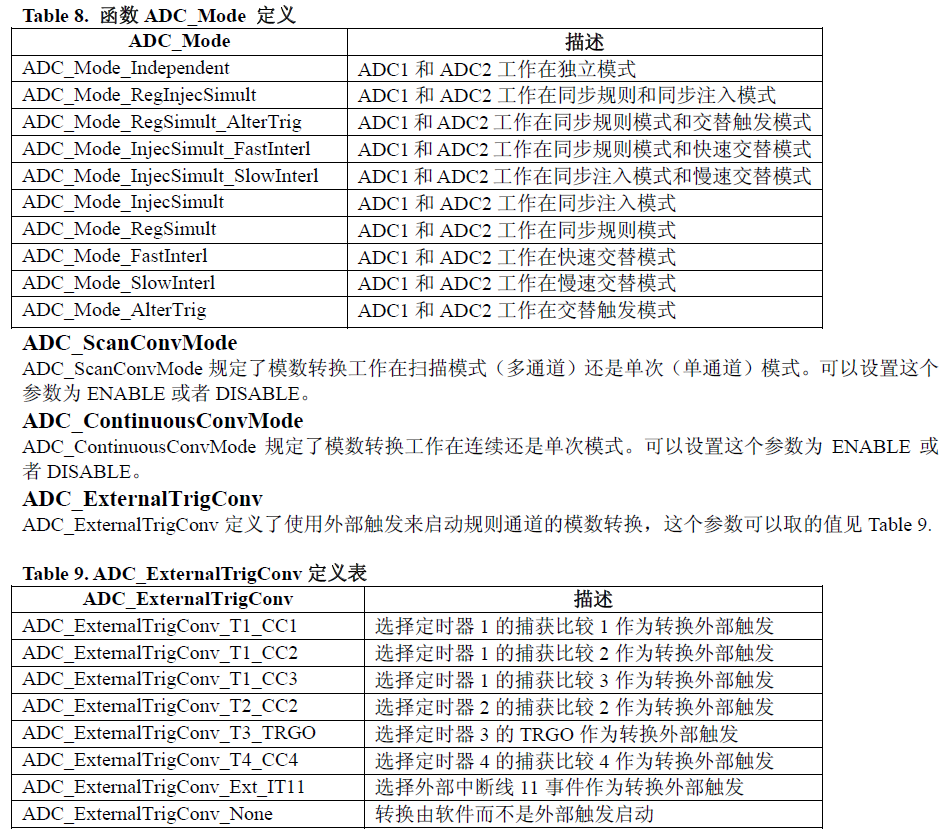 Table 8. 函数 ADC_Mode 定义
ADC_Mode 描述
ADC_Mode_Independent ADC1 和 ADC2 工作在独立模式
ADC_Mode_RegInjecSimult ADC1 和 ADC2 工作在同步规则和同步注入模式
ADC_Mode_RegSimult_AlterTrig ADC1 和 ADC2 工作在同步规则模式和交替触发模式
ADC_Mode_InjecSimult_FastInterl ADC1 和 ADC2 工作在同步规则模式和快速交替模式
ADC_Mode_InjecSimult_SlowInterl ADC1 和 ADC2 工作在同步注入模式和慢速交替模式
ADC_Mode_InjecSimult ADC1 和 ADC2 工作在同步注入模式
ADC_Mode_RegSimult ADC1 和 ADC2 工作在同步规则模式
ADC_Mode_FastInterl ADC1 和 ADC2 工作在快速交替模式
ADC_Mode_SlowInterl ADC1 和 ADC2 工作在慢速交替模式
ADC_Mode_AlterTrig ADC1 和 ADC2 工作在交替触发模式
ADC_ScanConvMode
ADC_ScanConvMode 规定了模数转换工作在扫描模式（多通道）还是单次（单通道）模式。可以设置这个
参数为 ENABLE 或者 DISABLE。
ADC_ContinuousConvMode
ADC_ContinuousConvMode 规定了模数转换工作在连续还是单次模式。可以设置这个参数为 ENABLE 或
者 DISABLE。
ADC_ExternalTrigConv
ADC_ExternalTrigConv 定义了使用外部触发来启动规则通道的模数转换，这个参数可以取的值见 Table 9.
Table 9. ADC_ExternalTrigConv 定义表
ADC_ExternalTrigConv 描述
ADC_ExternalTrigConv_T1_CC1 选择定时器 1 的捕获比较 1 作为转换外部触发
ADC_ExternalTrigConv_T1_CC2 选择定时器 1 的捕获比较 2 作为转换外部触发
ADC_ExternalTrigConv_T1_CC3 选择定时器 1 的捕获比较 3 作为转换外部触发
ADC_ExternalTrigConv_T2_CC2 选择定时器 2 的捕获比较 2 作为转换外部触发
ADC_ExternalTrigConv_T3_TRGO 选择定时器 3 的 TRGO 作为转换外部触发
ADC_ExternalTrigConv_T4_CC4 选择定时器 4 的捕获比较 4 作为转换外部触发
ADC_ExternalTrigConv_Ext_IT11 选择外部中断线 11 事件作为转换外部触发
ADC_ExternalTrigConv_None 转换由软件而不是外部触发启动